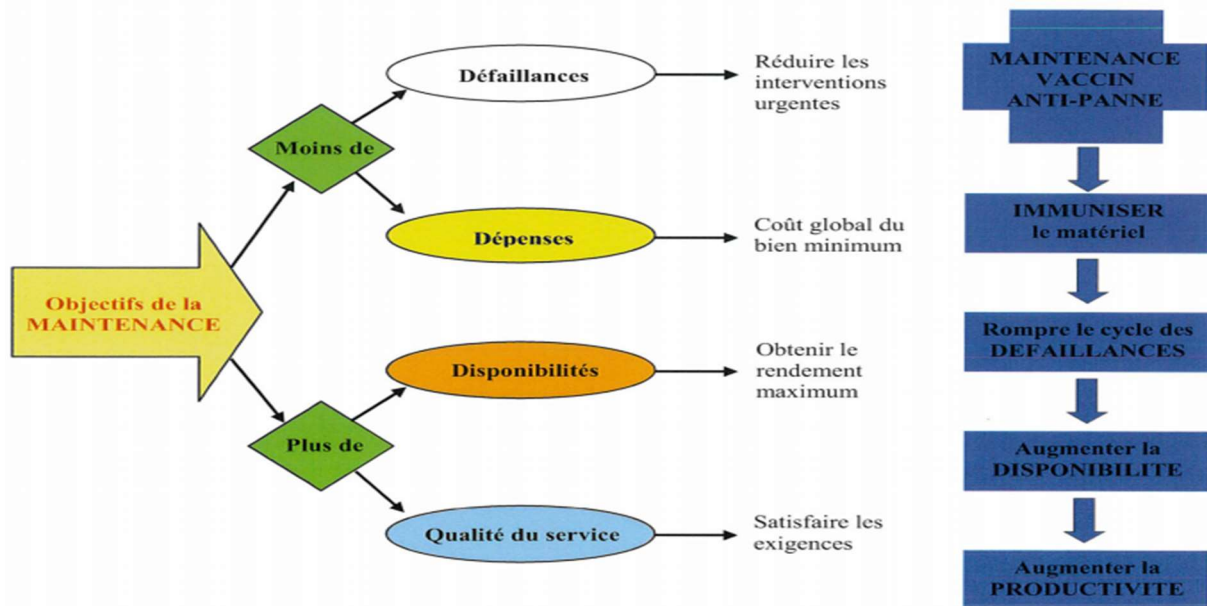 Objectifs de la
MAINTENANCE
Moins de
Défaillances
Réduire les
interventions
urgentes
Dépenses
Coût global du
bien minimum
Plus de
Disponibilités
Obtenir le
rendement
maximum
Qualité du service
Satisfaire les
exigences
MAINTENANCE
VACCIN
ANTI-PANNE
IMMUNISER
le matériel
Rompre le cycle des
DEFAILLANCES
Augmenter la
DISPONIBILITE
Augmenter la
PRODUCTIVITE